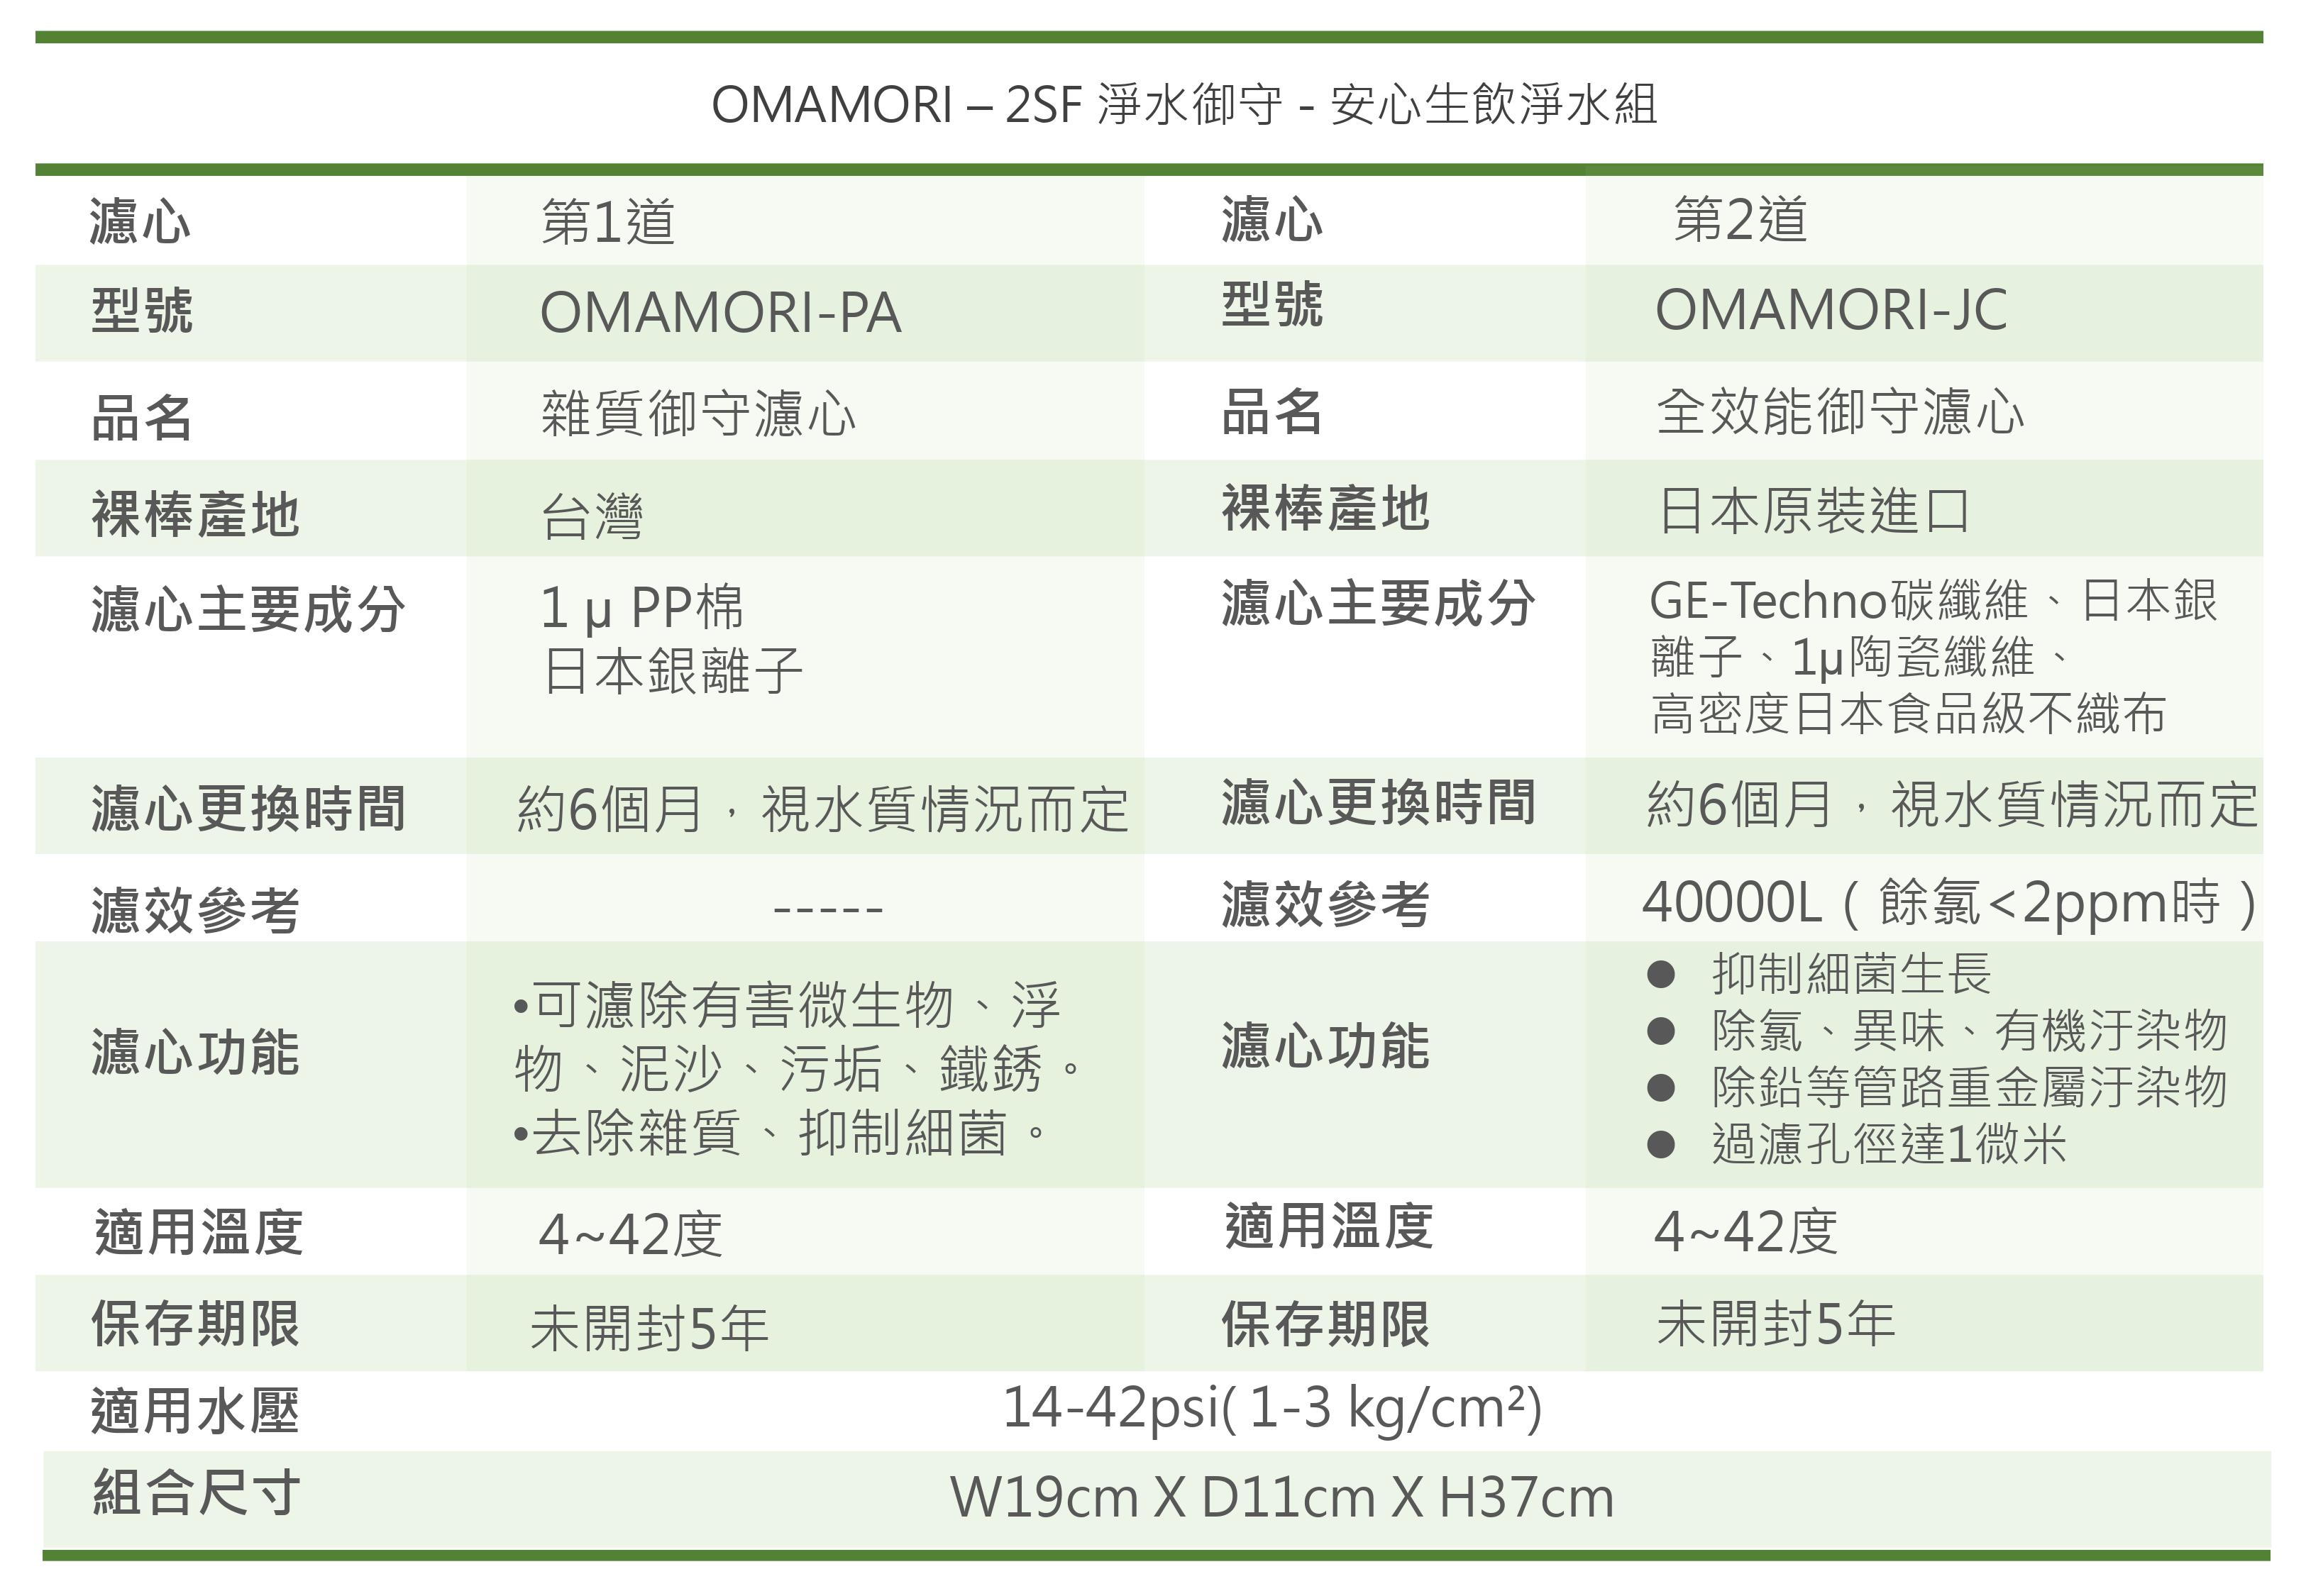 OMAMORI – 2SF 淨水御守 - 安心生飲淨水組
濾心 第1道 濾心 第2道
型號 OMAMORI-PA 型號 OMAMORI-JC
品名 雜質御守濾心 品名 全效能御守濾心
裸棒產地 台灣 裸棒產地 日本原裝進口
濾心主要成分
1 µ PP棉
日本銀離子
濾心主要成分
GE-Techno碳纖維、日本銀
離子、1µ陶瓷纖維、
高密度日本食品級不織布
濾心更換時間 約6個月，視水質情況而定 濾心更換時間 約6個月，視水質情況而定
濾效參考 ----- 濾效參考 40000L（餘氯<2ppm時）
濾心功能
•可濾除有害微生物、浮
物、泥沙、污垢、鐵銹。
•去除雜質、抑制細菌。
濾心功能
● 抑制細菌生長
● 除氯、異味、有機汙染物
● 除鉛等管路重金屬汙染物
● 過濾孔徑達1微米
適用溫度 4~42度 適用溫度 4~42度
保存期限 未開封5年 保存期限 未開封5年
適用水壓 14-42psi( 1-3 kg/cm²)
組合尺寸 W19cm X D11cm X H37cm